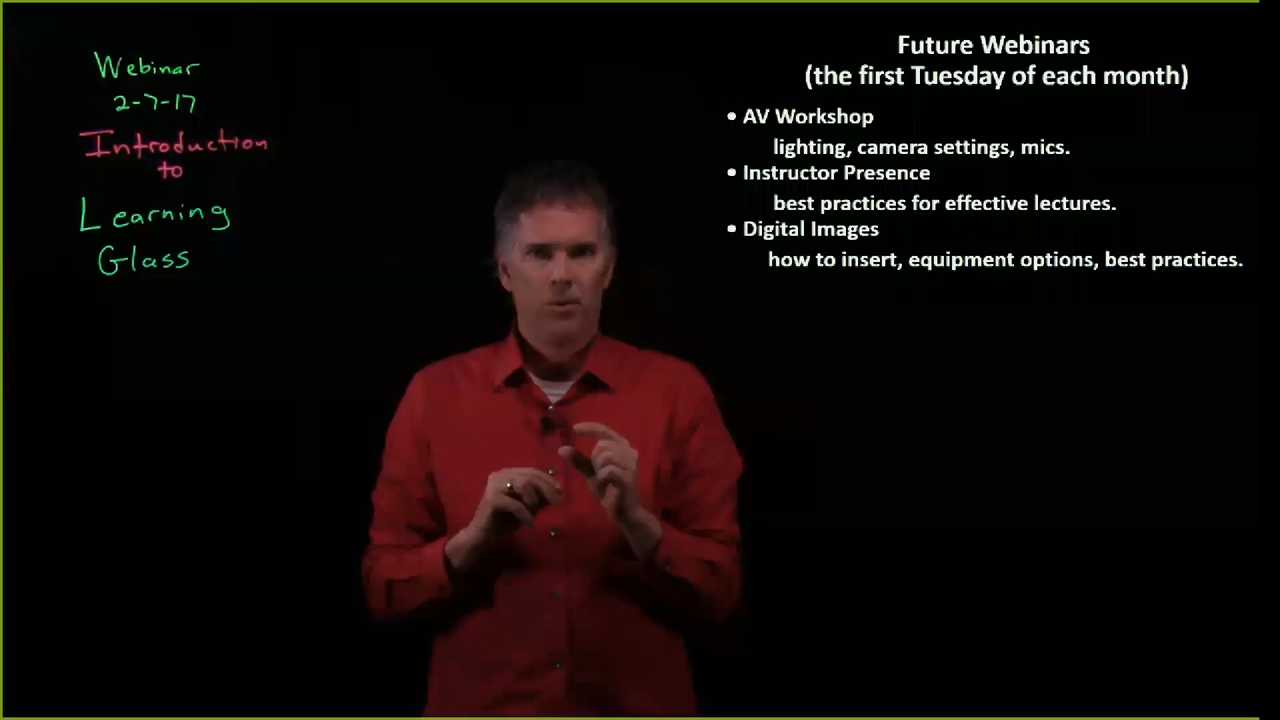 Webinar
2-7-17
Introduction
to
Learning
Glass
Future Webinars
(the first Tuesday of each month)
• AV Workshop
lighting, camera settings, mics.
• Instructor Presence
best practices for effective lectures.
• Digital Images
how to insert, equipment options, best practices.